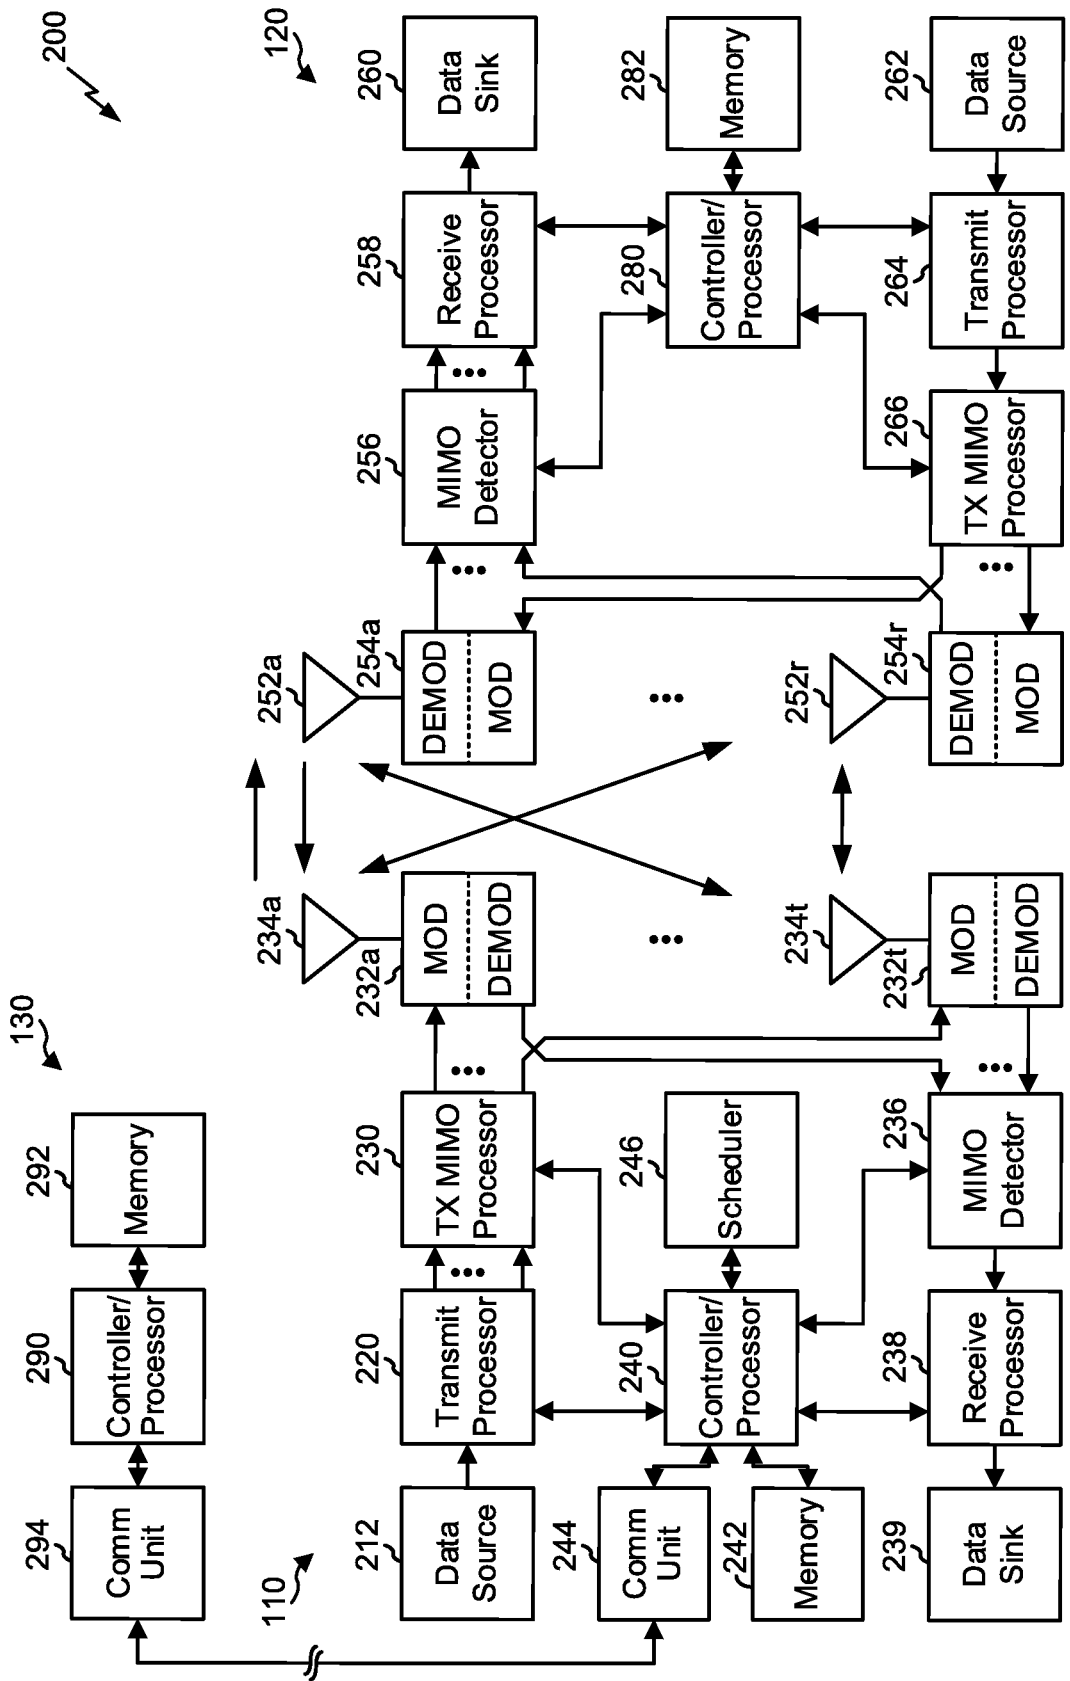 200
130
110
120
294
Comm
Unit
290
Controller/
Processor
292
Memory
212
Data
Source
220
Transmit
Processor
230
TX MIMO
Processor
232a
MOD
DEMOD
234a
252a
254a
DEMOD
MOD
256
MIMO
Detector
258
Receive
Processor
260
Data
Sink
244
Comm
Unit
242
Memory
240
Controller/
Processor
246
Scheduler
280
Controller/
Processor
282
Memory
239
Data
Sink
238
Receive
Processor
236
MIMO
Detector
232t
MOD
DEMOD
234t
252r
254r
DEMOD
MOD
266
TX MIMO
Processor
264
Transmit
Processor
262
Data
Source